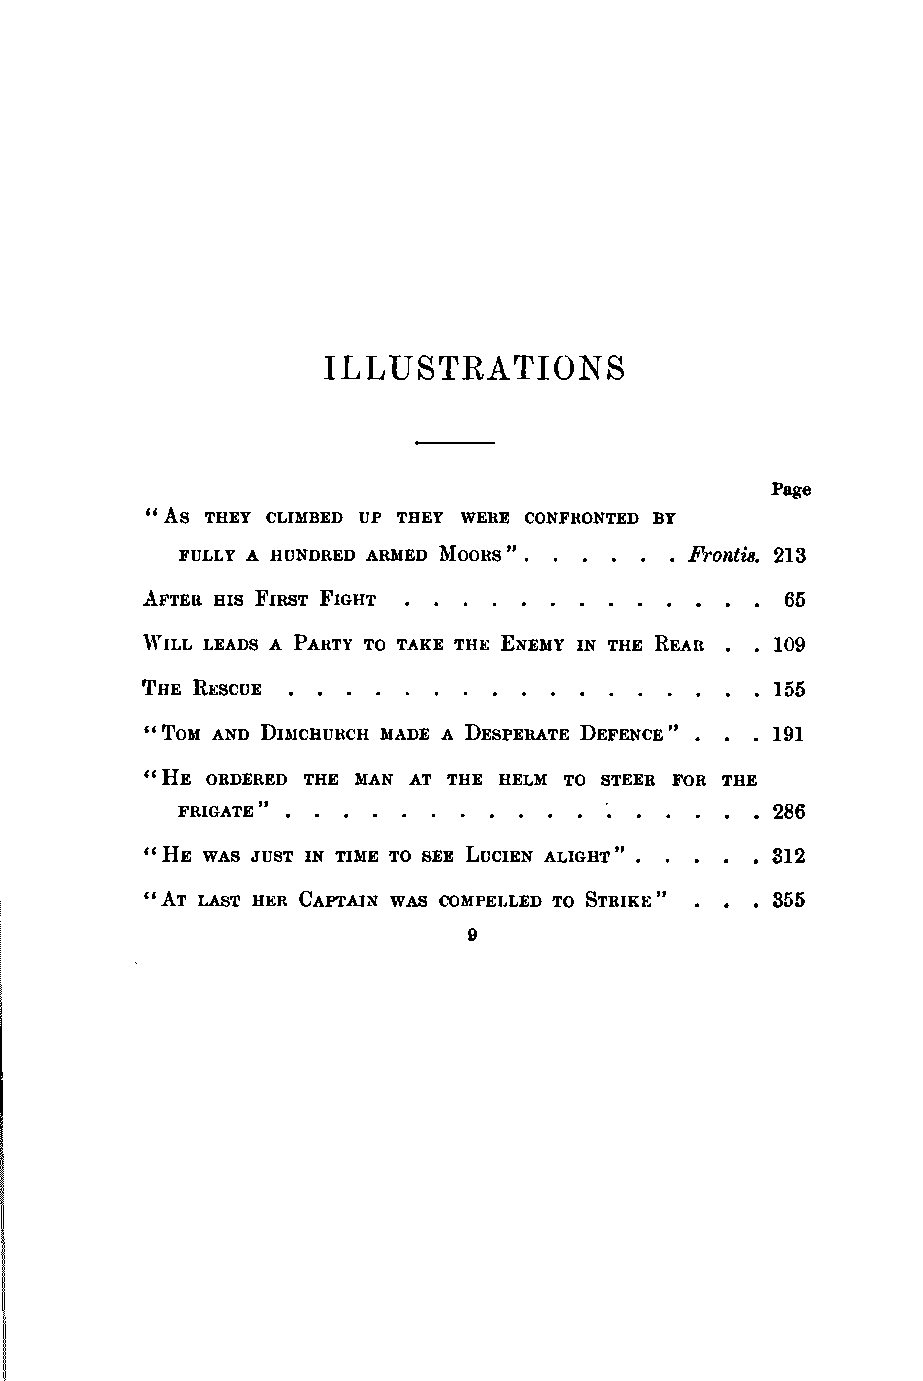 ILLUSTRATIONS
Page
“As they climbed up they were confronted by
fully a hundred armed Moors” . . . . . . Frontis. 213
After his First Fight . . . . . . . . . . . . . 65
Will leads a Party to take the Enemy in the Rear . . 109
The Rescue . . . . . . . . . . . . . . . . . 155
“Tom and Dimchurch made a Desperate Defence” . . . 191
“He ordered the man at the helm to steer for the
frigate” . . . . . . . . . . . . . . . . . 286
“He was just in time to see Lucien alight” . . . . . 312
“At last her Captain was compelled to Strike” . . . 355
9